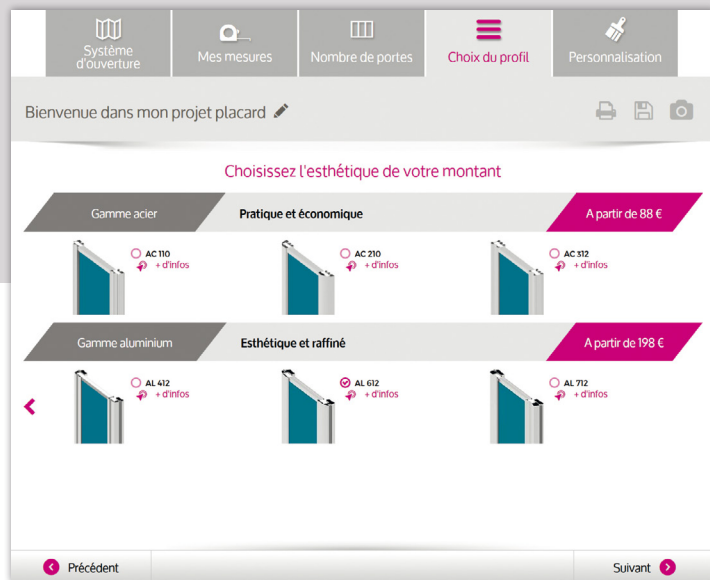 Système
d'ouverture
Mes mesures
Nombre de portes
Choix du profil
Personnalisation
Bienvenue dans mon projet placard
Choisissez l'esthétique de votre montant
Gamme acier
Pratique et économique
A partir de 88 €
AC 110
+ d'infos
AC 210
+ d'infos
AC 312
+ d'infos
Gamme aluminium
Esthétique et raffiné
A partir de 198 €
AL 412
+ d'infos
AL 612
+ d'infos
AL 712
+ d'infos
Précédent
Suivant